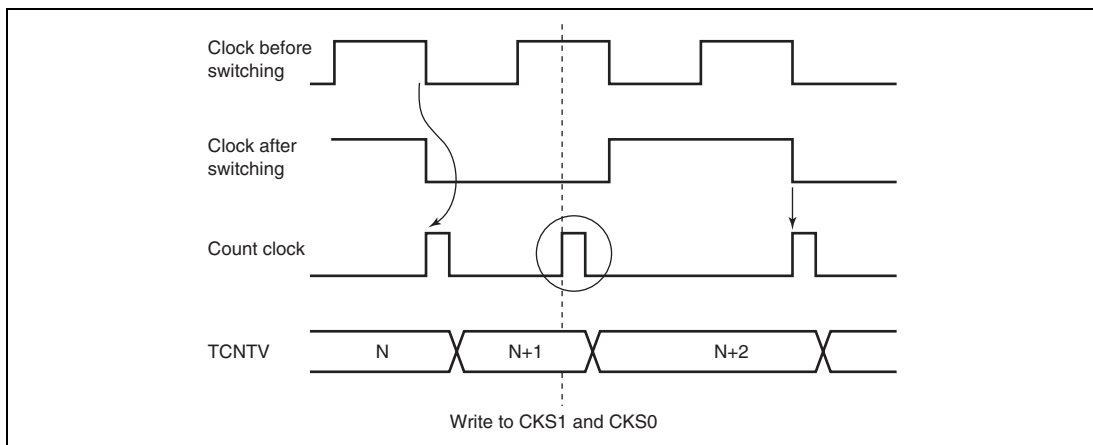 Clock before
switching
Clock after
switching
Count clock
TCNTV
N
N+1
N+2
Write to CKS1 and CKS0